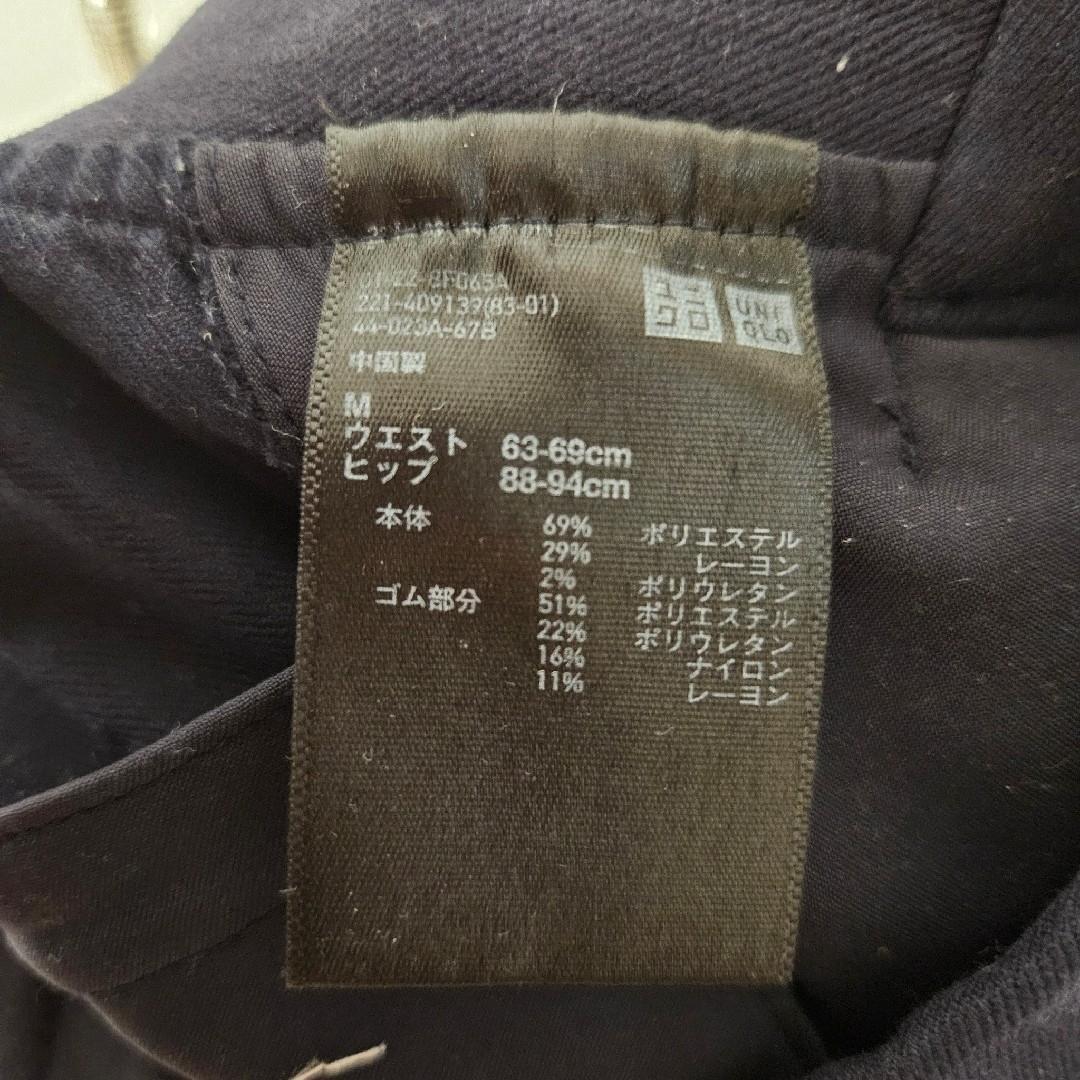 221-409137(83-01)
44-023A-67B
ユニクロ
UNI
QLO
中国製
M
ウエスト 63-69cm
ヒップ 88-94cm
本体 69% ポリエステル
29% レーヨン
2% ポリウレタン
ゴム部分 51% ポリエステル
22% ポリウレタン
16% ナイロン
11% レーヨン